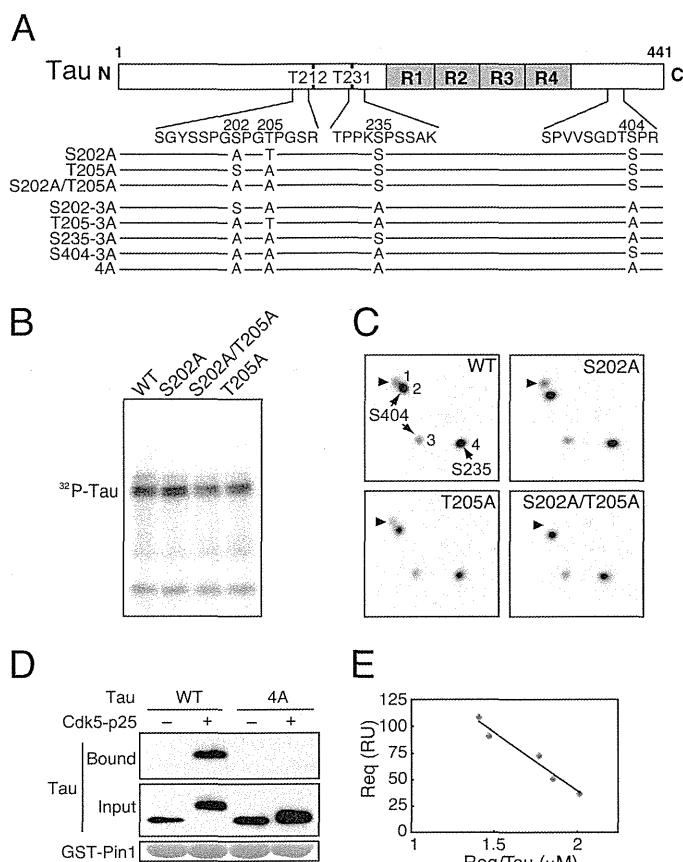 A
1 441
Tau N T212 T231 R1 R2 R3 R4 C
202 205 235 404
SGYSSPGSPGTPGSR TPPKSPSSAK SPVVSGDTSPR
S202A A T S S
T205A S A S S
S202A/T205A A A S S
S202-3A S A A A
T205-3A A T A A
S235-3A A A S A
S404-3A A A A S
4A A A A A
B
WT S202A S202A/T205A T205A
³²P-Tau
C
WT S202A
1
2
S404
3 4
S235
T205A S202A/T205A
D
Tau WT 4A
Cdk5-p25 – + – +
Tau
Bound
Input
GST-Pin1
E
125
100
75
50
25
0
Req (RU)
1 1.5 2
Req/Tau (μM)